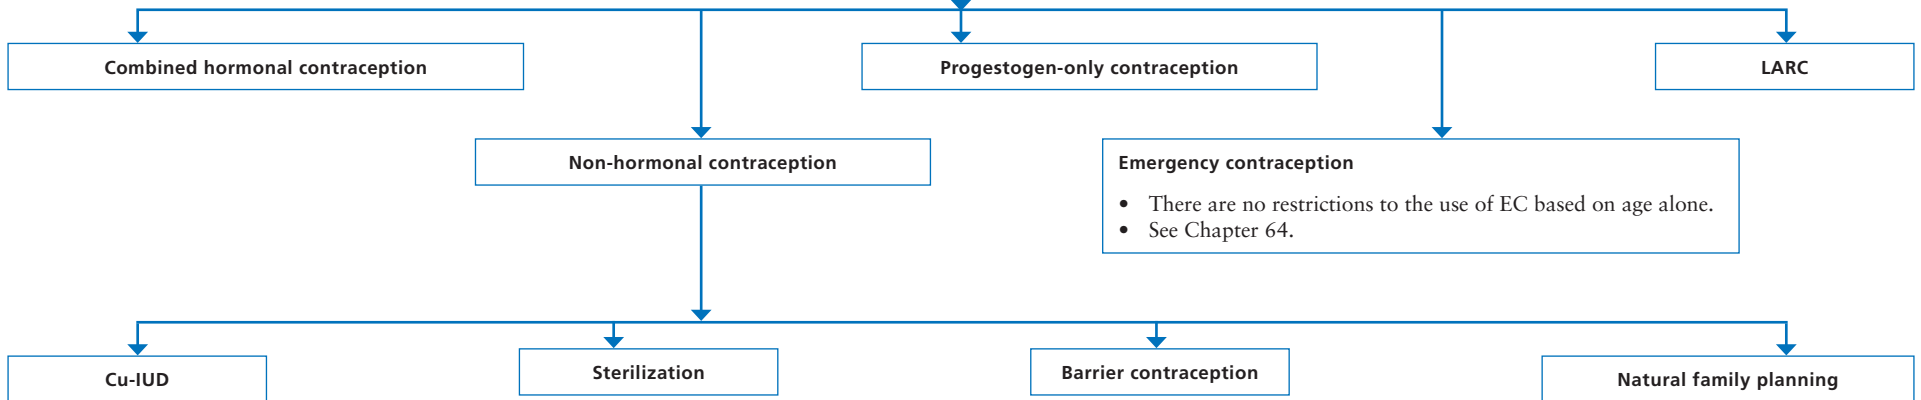 Combined hormonal contraception
Progestogen-only contraception
LARC
Non-hormonal contraception
Emergency contraception
• There are no restrictions to the use of EC based on age alone.
• See Chapter 64.
Cu-IUD
Sterilization
Barrier contraception
Natural family planning